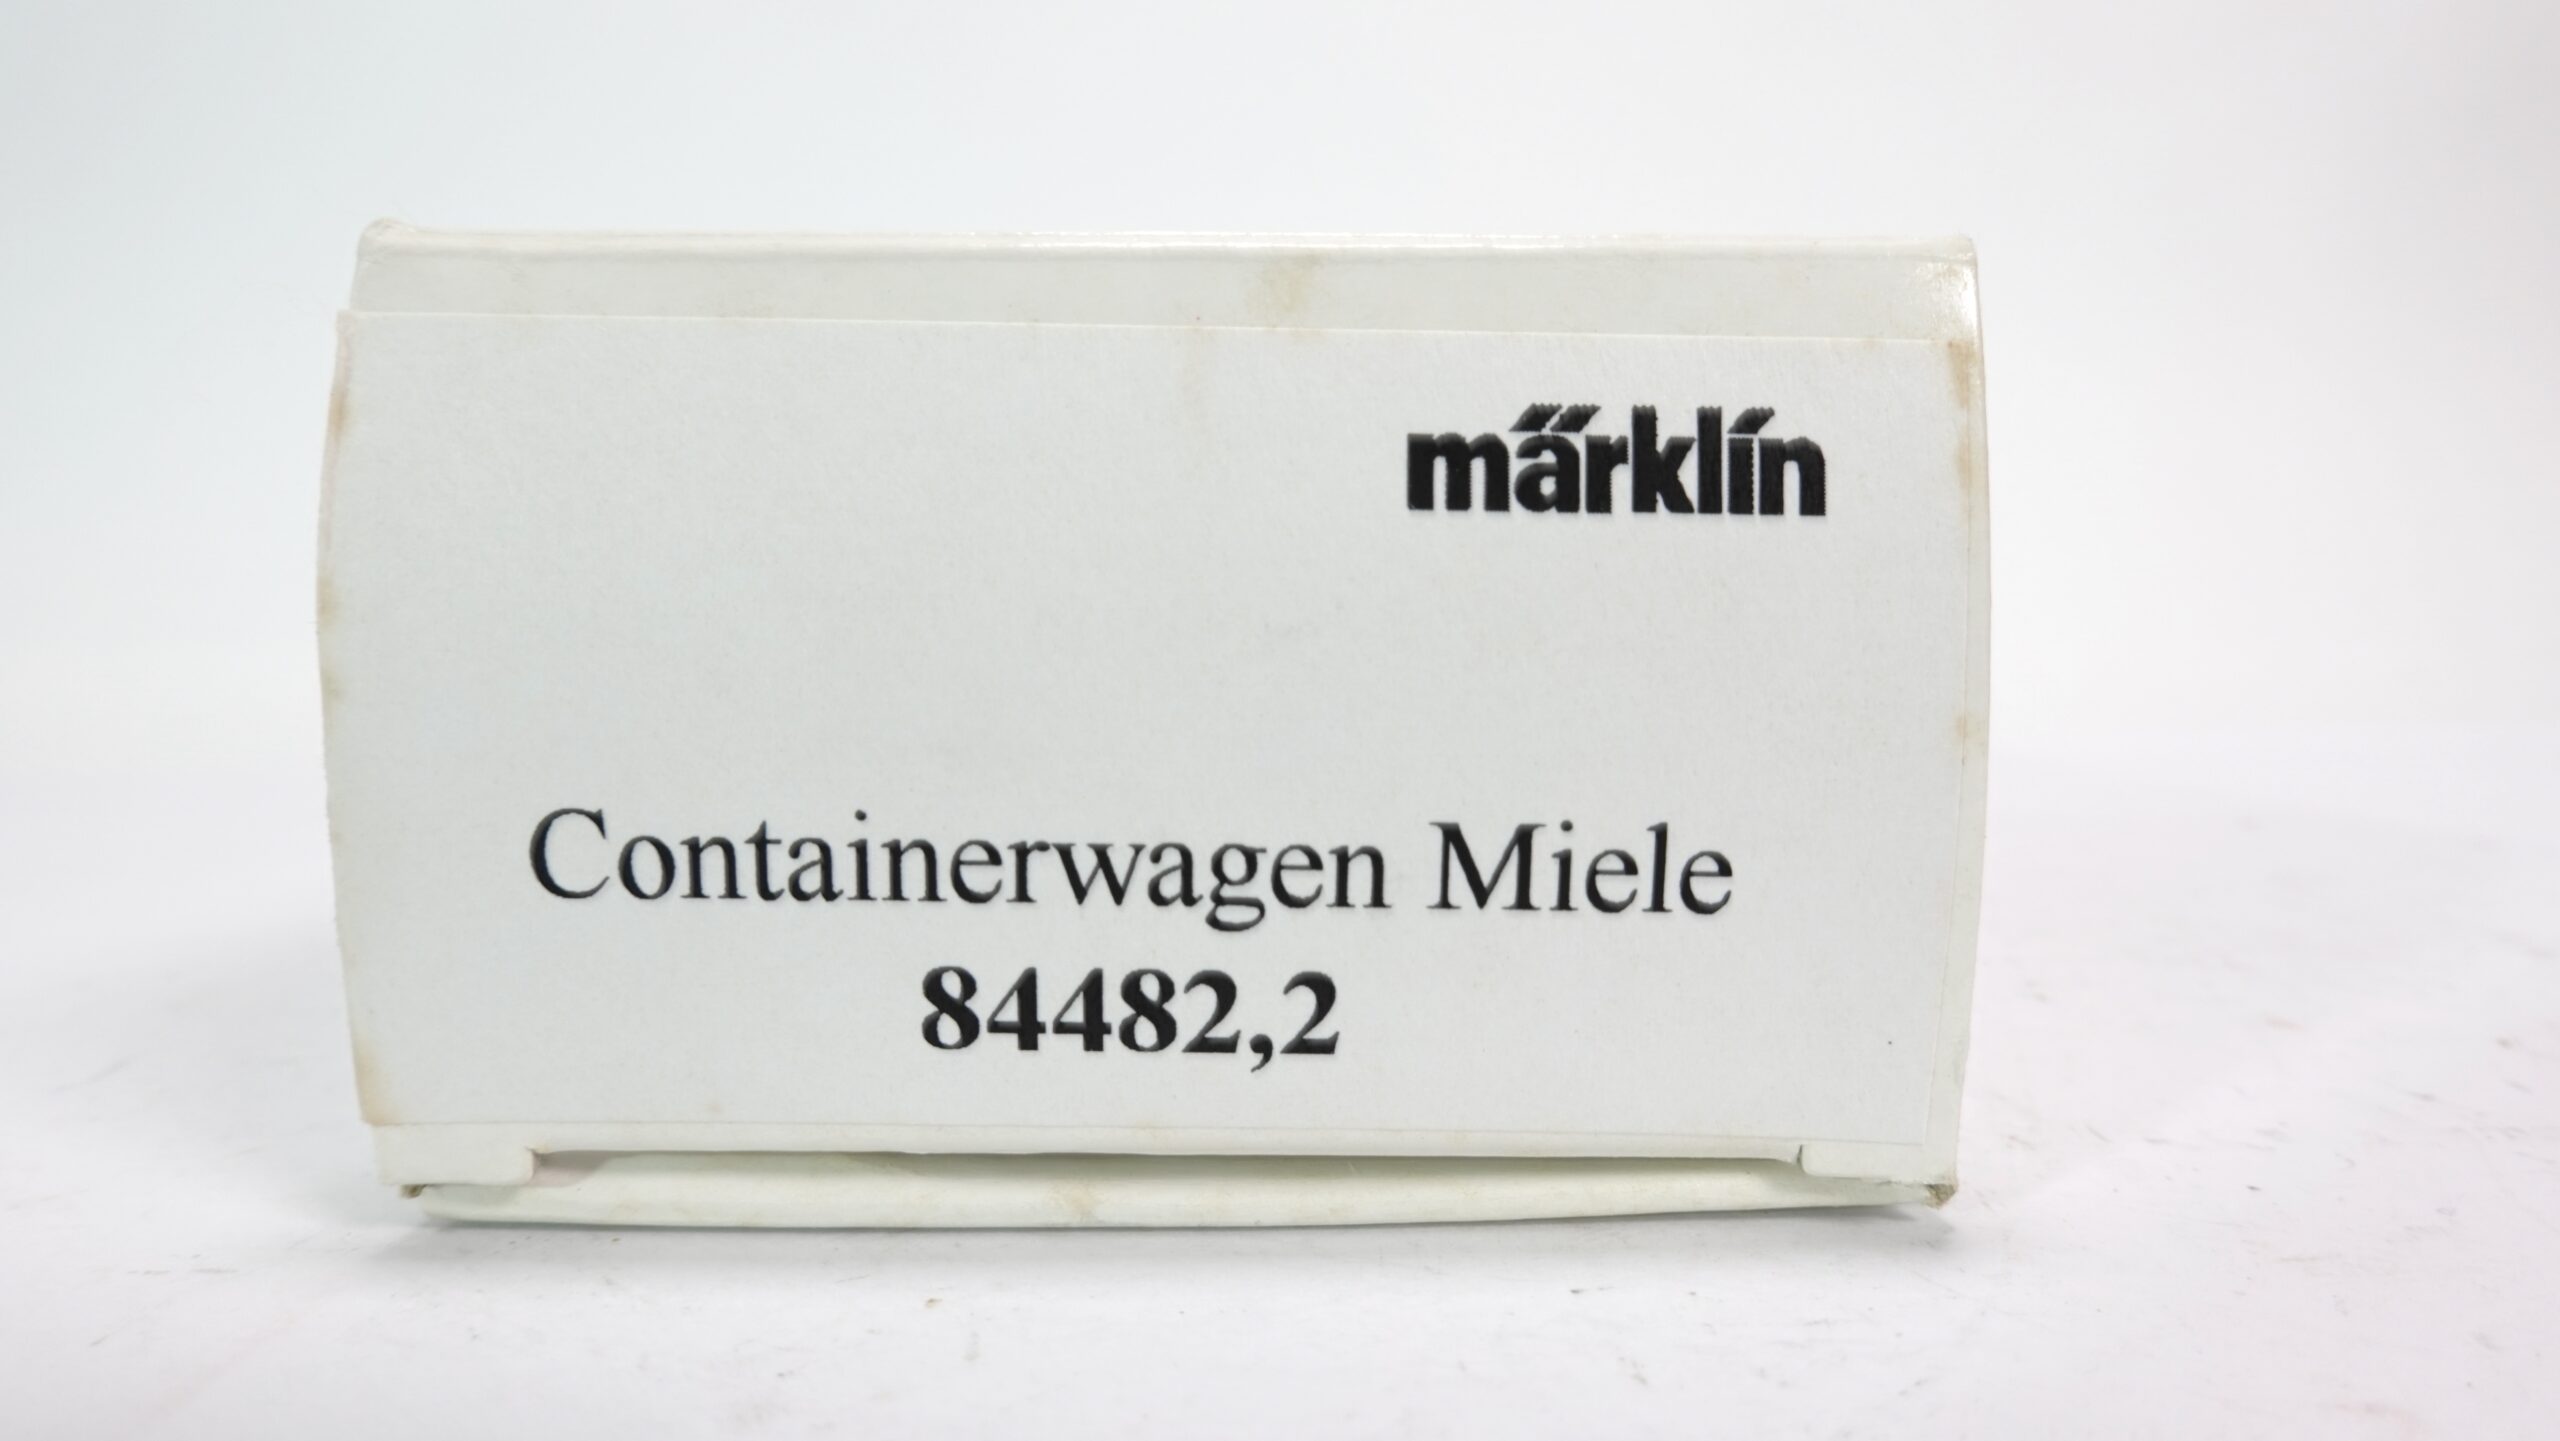 märklin
Containerwagen Miele
84482,2